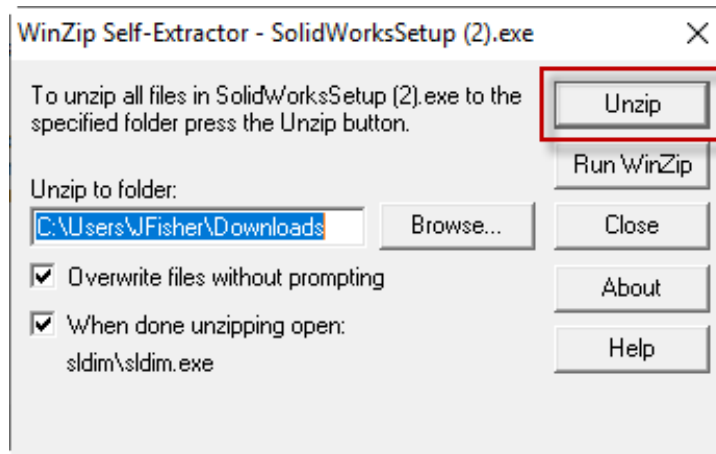 WinZip Self-Extractor - SolidWorksSetup (2).exe
To unzip all files in SolidWorksSetup (2).exe to the
specified folder press the Unzip button.
Unzip to folder:
C:\Users\JFisher\Downloads
Browse...
Overwrite files without prompting
When done unzipping open:
sldim\sldim.exe
Unzip
Run WinZip
Close
About
Help